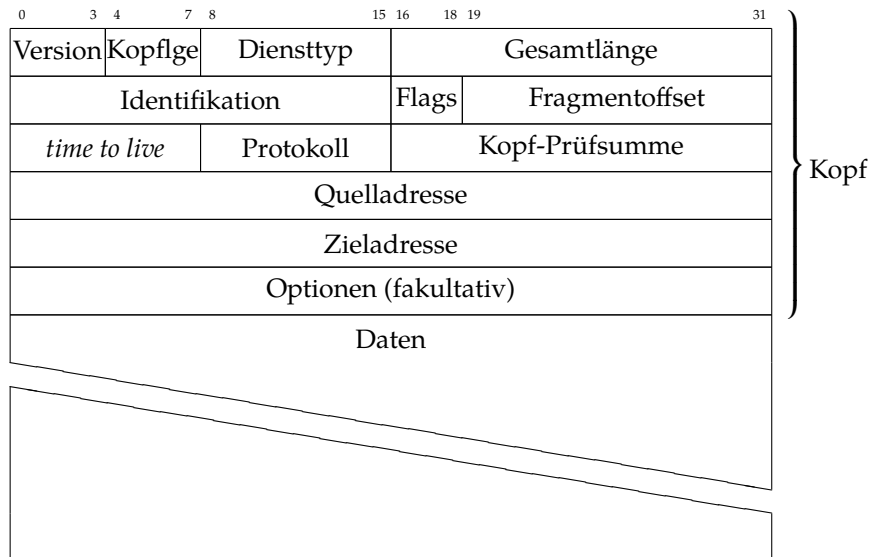 0 3 4 7 8 15 16 18 19 31
Version Kopflge Diensttyp Gesamtlänge
Identifikation Flags Fragmentoffset
time to live Protokoll Kopf-Prüfsumme
Kopf
Quelladresse
Zieladresse
Optionen (fakultativ)
Daten